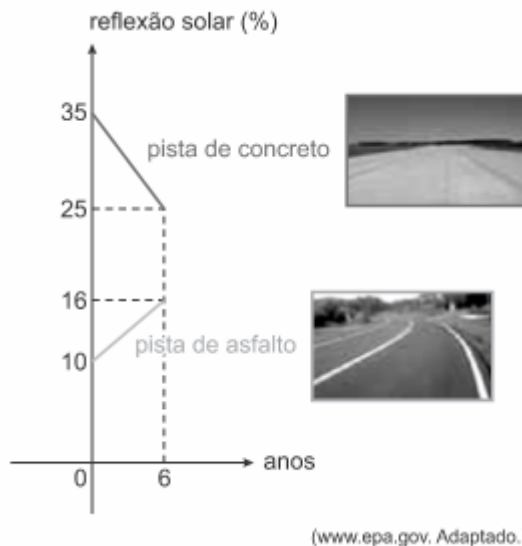 reflexão solar (%)
35
pista de concreto
25
16
pista de asfalto
10
anos
0
6
(www.epa.gov. Adaptado.